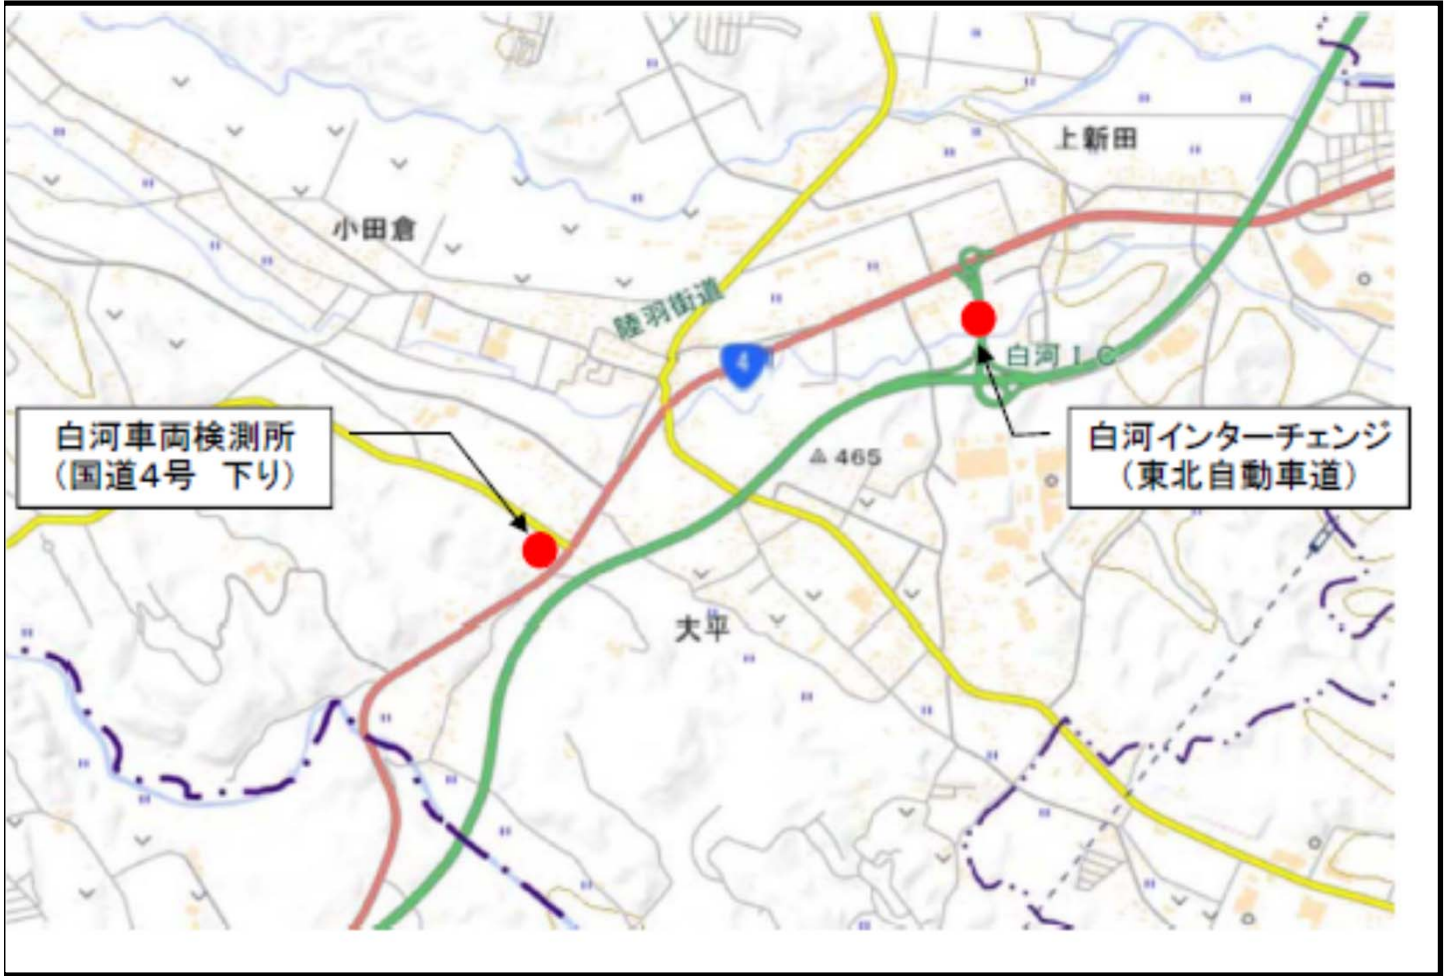 上新田
小田倉
陸羽街道
4
白河IC
白河車両検測所
（国道4号　下り）
白河インターチェンジ
（東北自動車道）
465
大平